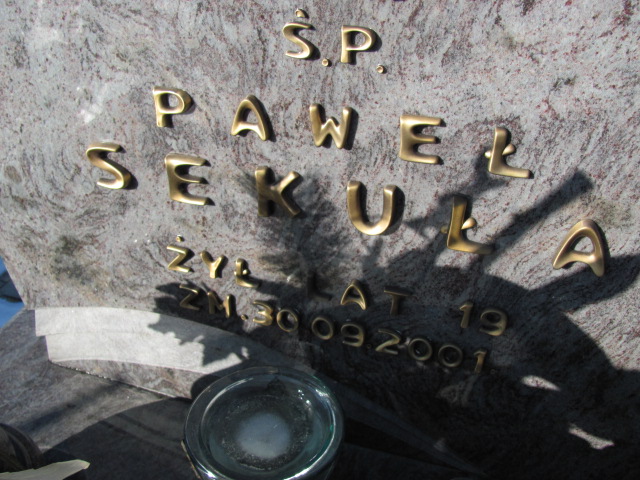 Ś.P.
PAWEŁ
SEKUŁA
ŻYŁ LAT 19
ZM.30.09.2001